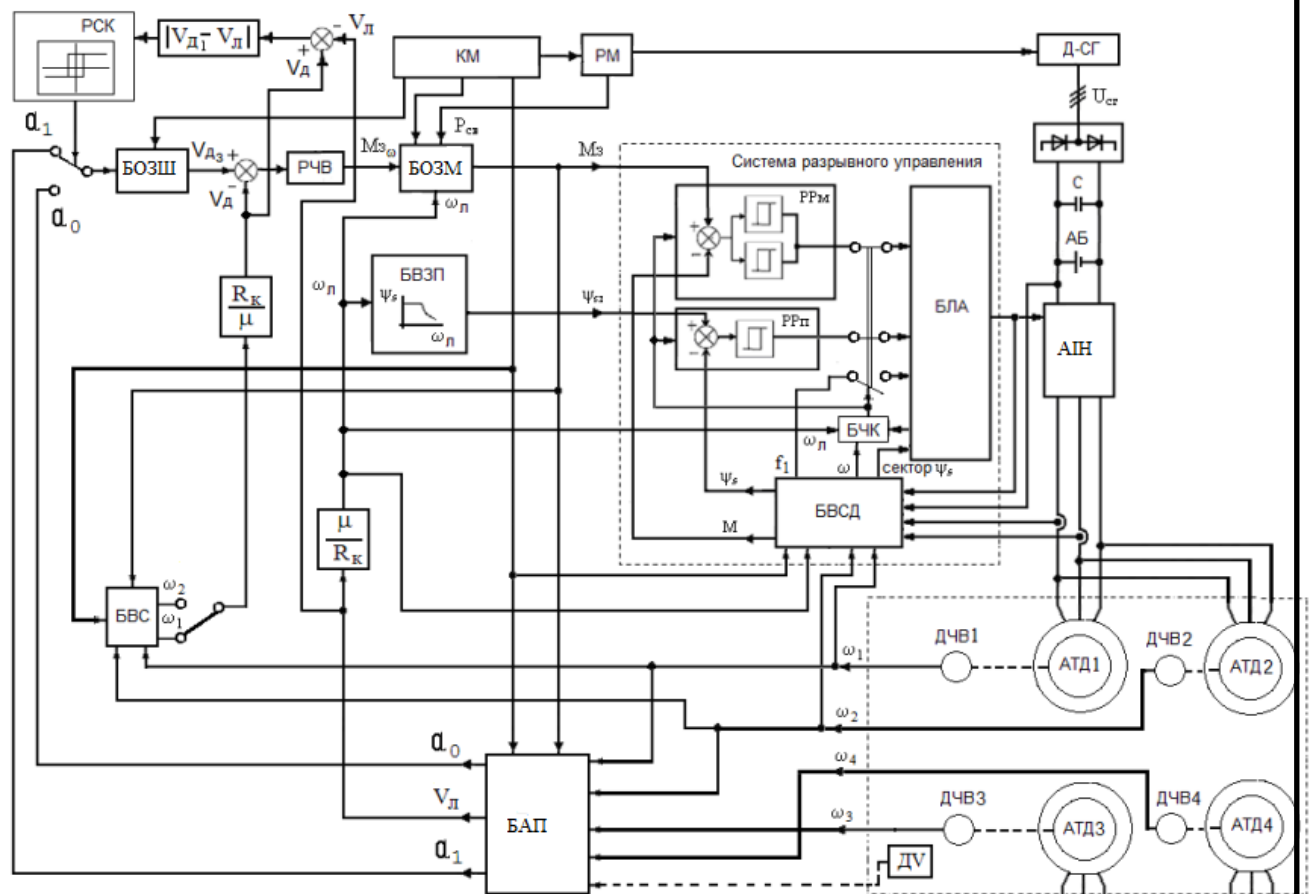 РСК
|Vд1 - Vл|
- Vл
+
Vд
КМ
РМ
Д-СГ
Uсг
α1
α0
БОЗШ
Vдз +
Vд -
РЧВ
Mзω
Pсв
БОЗМ
Mз
ωл
Система разрывного управления
РРм
+
-
С
АБ
БВЗП
ψs
ωл
ωл
ψsз
РРп
+
-
БЛА
АІН
Rк
μ
БЧК
ωл
f1
ω
сектор ψs
ψs
M
БВСД
μ
Rк
БВС
ω2
ω1
ДЧВ1
АТД1
ДЧВ2
АТД2
ω1
ω2
ω4
ω3
ДЧВ3
АТД3
ДЧВ4
АТД4
α0
Vл
α1
БАП
ДV